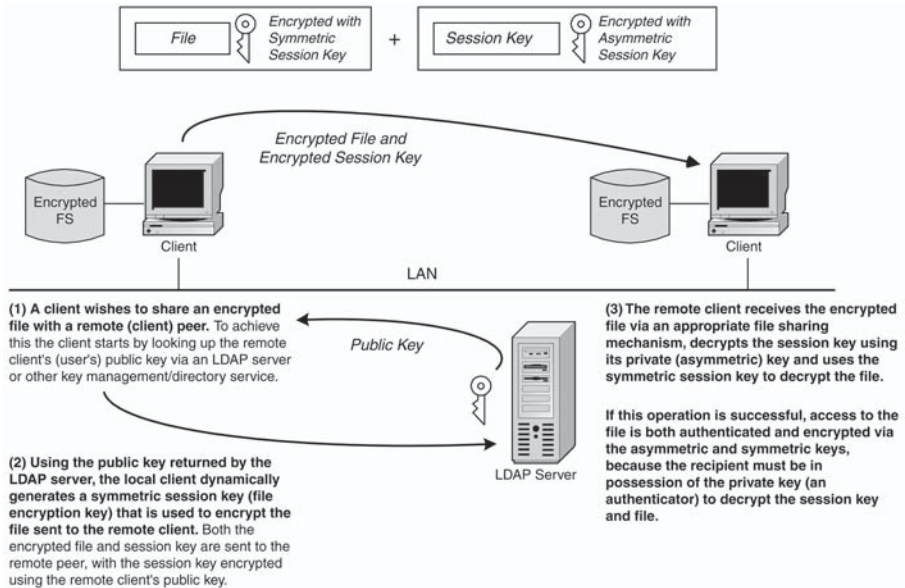 File
Encrypted with
Symmetric
Session Key
+
Session Key
Encrypted with
Asymmetric
Session Key
Encrypted File and
Encrypted Session Key
Encrypted
FS
Client
Encrypted
FS
Client
LAN
(1) A client wishes to share an encrypted
file with a remote (client) peer. To achieve
this the client starts by looking up the remote
client's (user's) public key via an LDAP server
or other key management/directory service.
Public Key
LDAP Server
(2) Using the public key returned by the
LDAP server, the local client dynamically
generates a symmetric session key (file
encryption key) that is used to encrypt the
file sent to the remote client. Both the
encrypted file and session key are sent to the
remote peer, with the session key encrypted
using the remote client's public key.
(3) The remote client receives the encrypted
file via an appropriate file sharing
mechanism, decrypts the session key using
its private (asymmetric) key and uses the
symmetric session key to decrypt the file.
If this operation is successful, access to the
file is both authenticated and encrypted via
the asymmetric and symmetric keys,
because the recipient must be in
possession of the private key (an
authenticator) to decrypt the session key
and file.